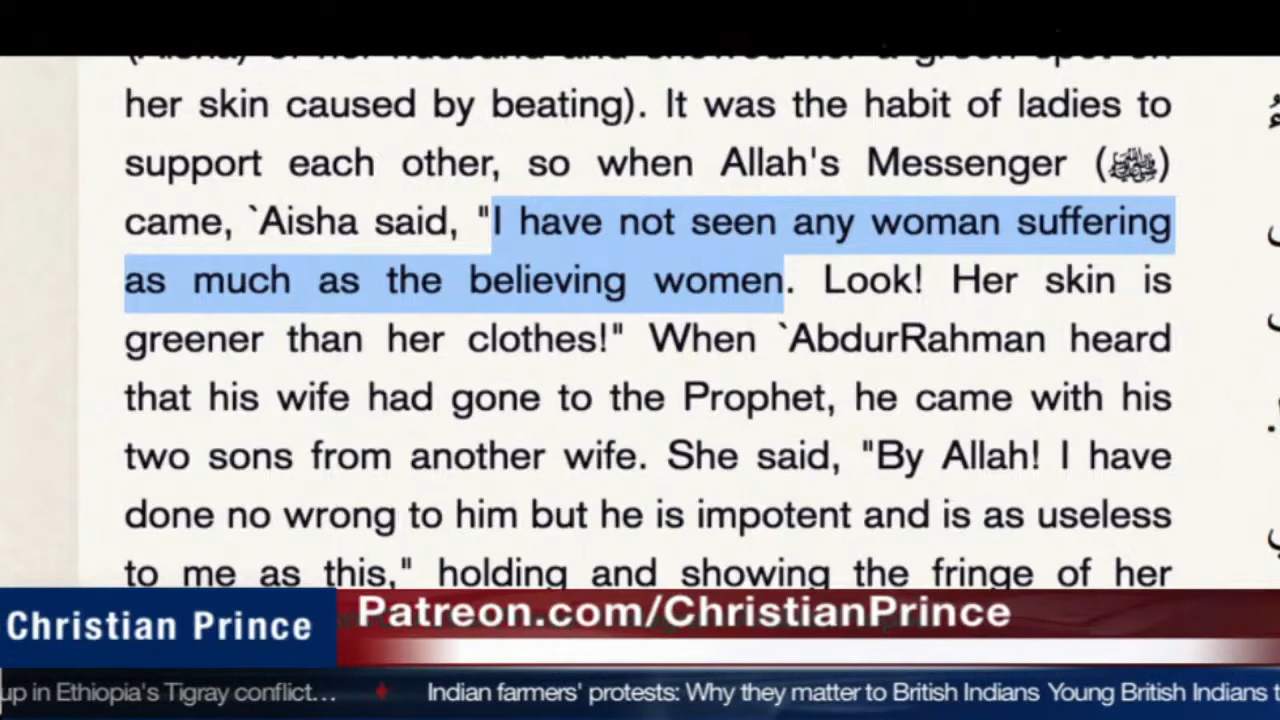 her skin caused by beating). It was the habit of ladies to
support each other, so when Allah's Messenger (ﷺ)
came, `Aisha said, "I have not seen any woman suffering
as much as the believing women. Look! Her skin is
greener than her clothes!" When `AbdurRahman heard
that his wife had gone to the Prophet, he came with his
two sons from another wife. She said, "By Allah! I have
done no wrong to him but he is impotent and is as useless
to me as this," holding and showing the fringe of her
Christian Prince
Patreon.com/ChristianPrince
up in Ethiopia's Tigray conflict… ♦ Indian farmers' protests: Why they matter to British Indians Young British Indians t